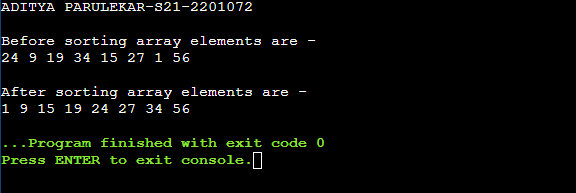 ADITYA PARULEKAR-S21-2201072
Before sorting array elements are -
24 9 19 34 15 27 1 56
After sorting array elements are -
1 9 15 19 24 27 34 56
...Program finished with exit code 0
Press ENTER to exit console.